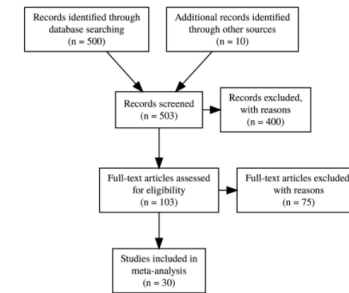 Records identified through
database searching
(n = 500)
Additional records identified
through other sources
(n = 10)
Records screened
(n = 503)
Records excluded,
with reasons
(n = 400)
Full-text articles assessed
for eligibility
(n = 103)
Full-text articles excluded
with reasons
(n = 75)
Studies included in
meta-analysis
(n = 30)